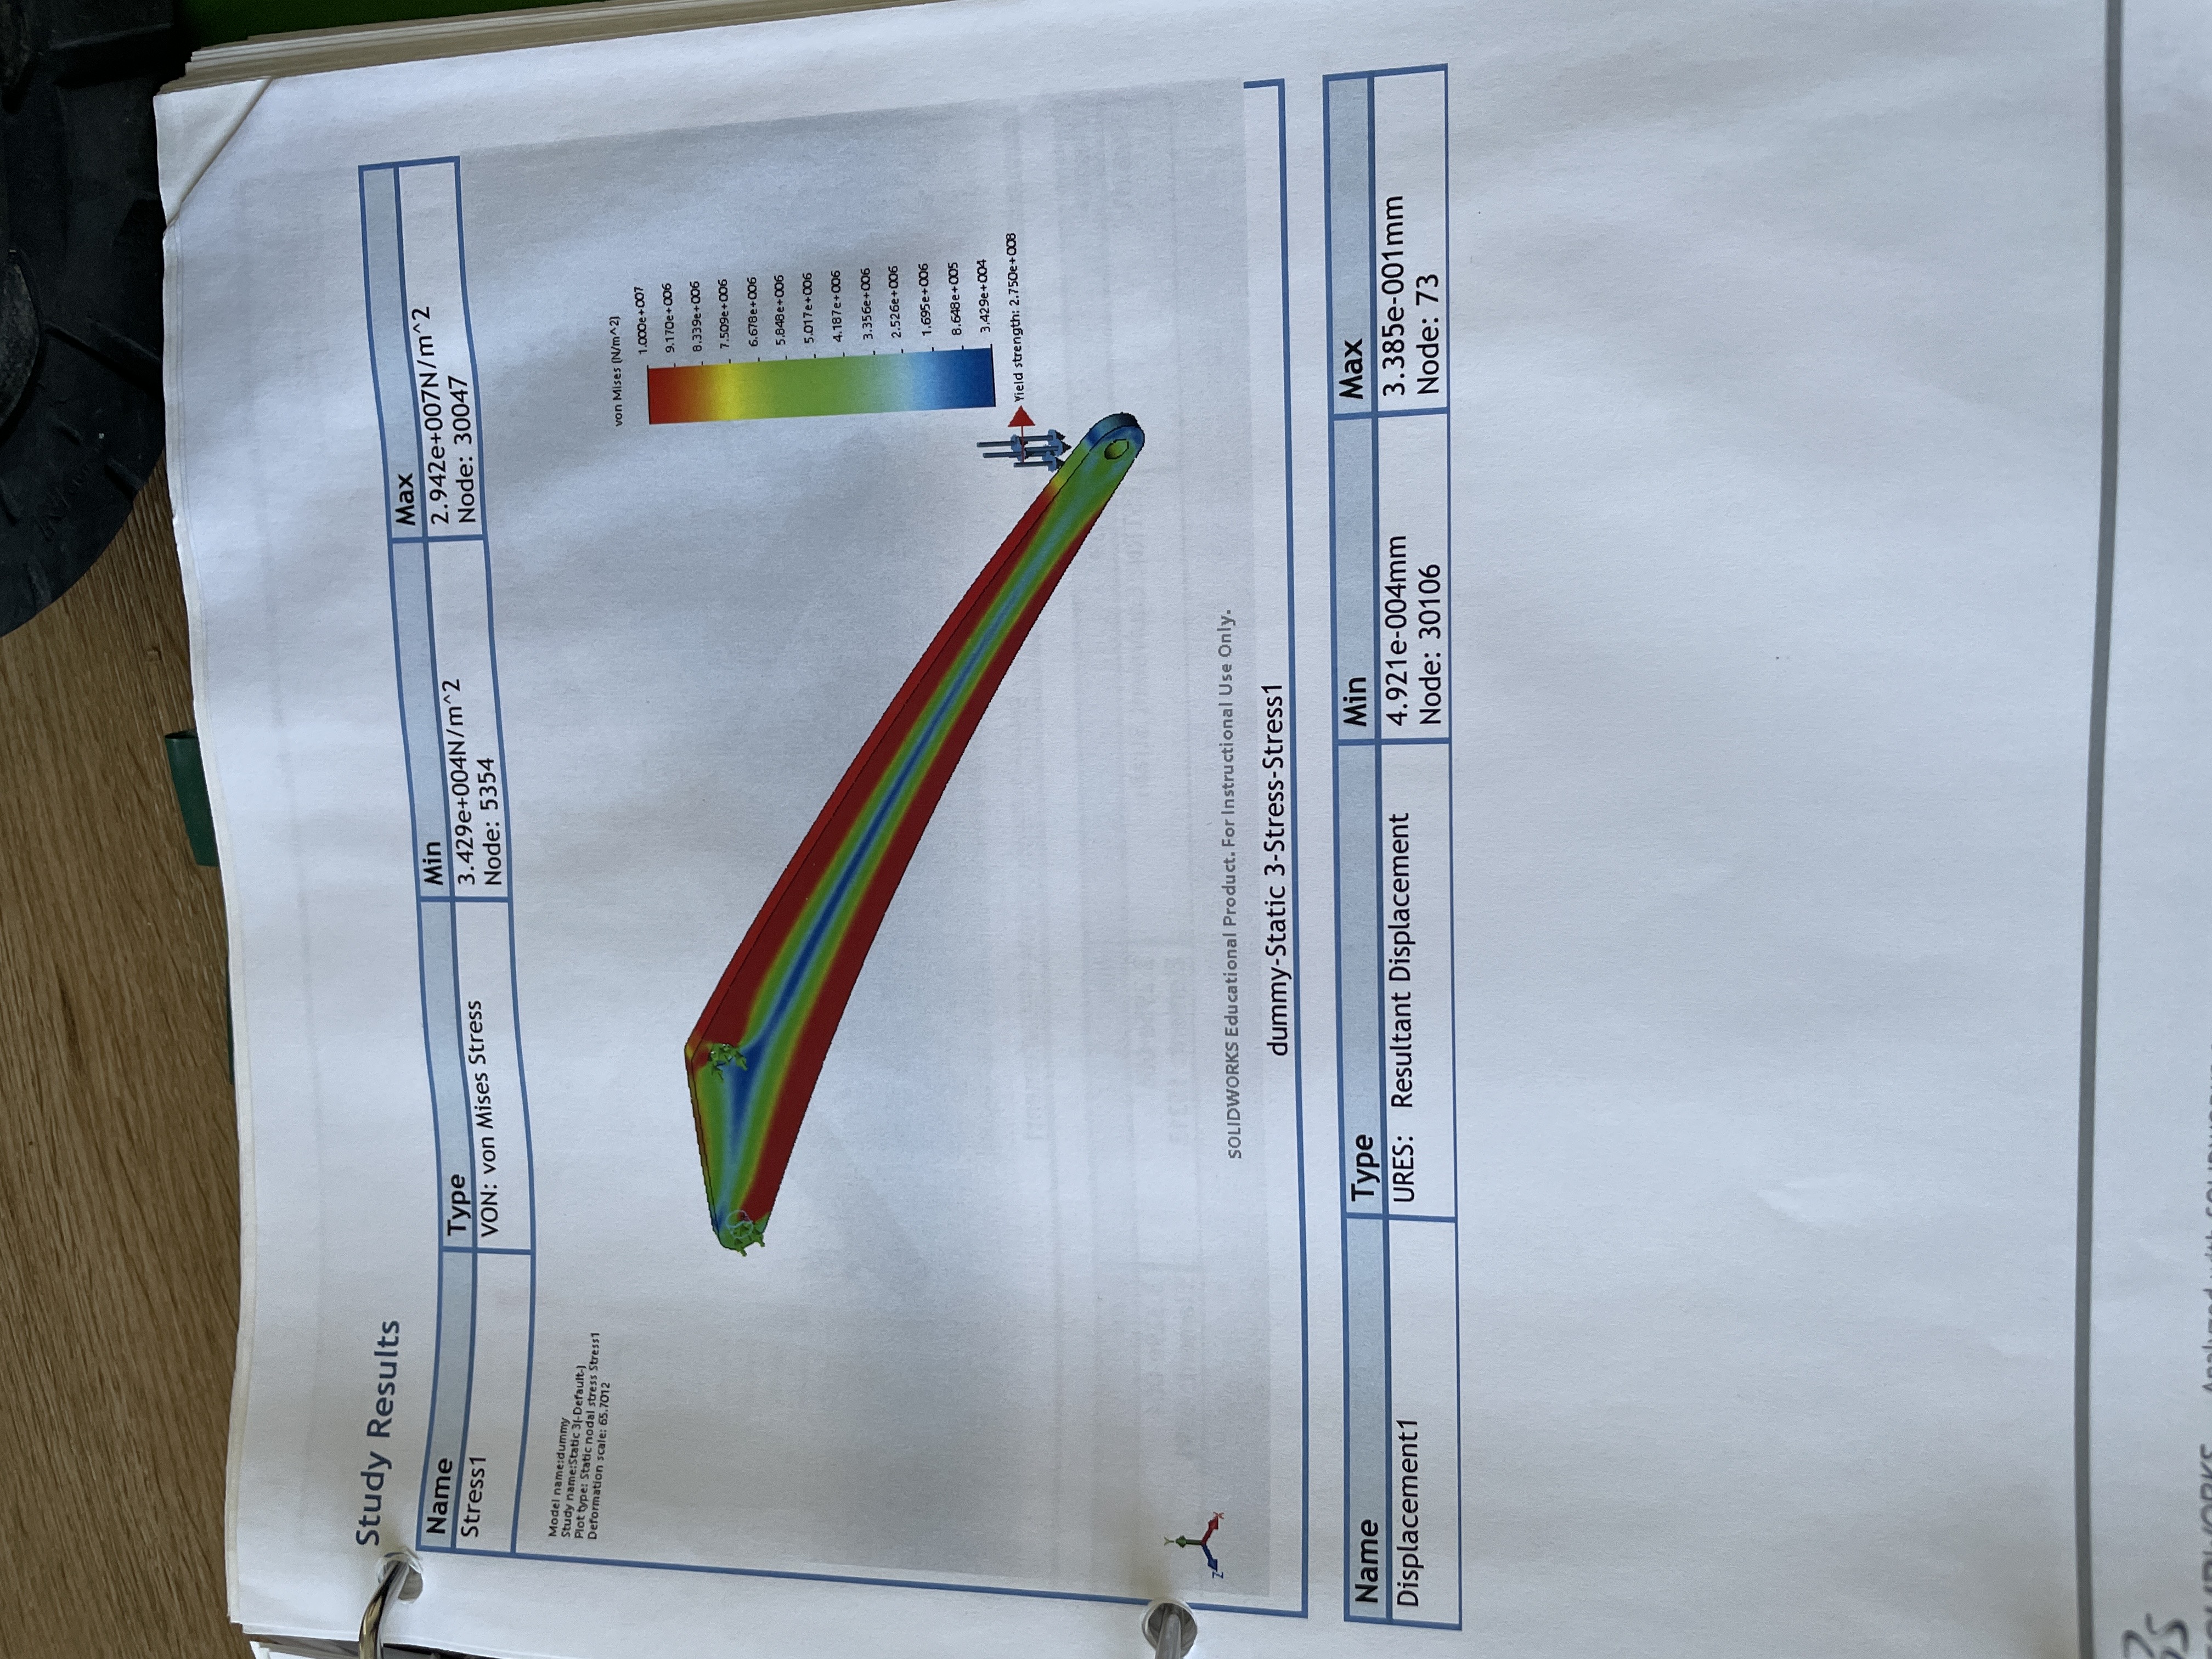 Study Results
Name Type Min Max
Stress1 VON: von Mises Stress 3.429e+004N/m^2 2.942e+007N/m^2
Node: 5354 Node: 30047
Model name:dummy
Study name:Static 3(-Default-)
Plot type: Static nodal stress Stress1
Deformation scale: 65.7012
von Mises (N/m^2)
1.000e+007
9.170e+006
8.339e+006
7.509e+006
6.678e+006
5.848e+006
5.017e+006
4.187e+006
3.356e+006
2.526e+006
1.695e+006
8.648e+005
3.429e+004
Yield strength: 2.750e+008
Y
Z X
SOLIDWORKS Educational Product. For Instructional Use Only.
dummy-Static 3-Stress-Stress1
Name Type Min Max
Displacement1 URES: Resultant Displacement 4.921e-004mm 3.385e-001mm
Node: 30106 Node: 73
SOLIDWORKS Analyzed with SOLIDWORKS